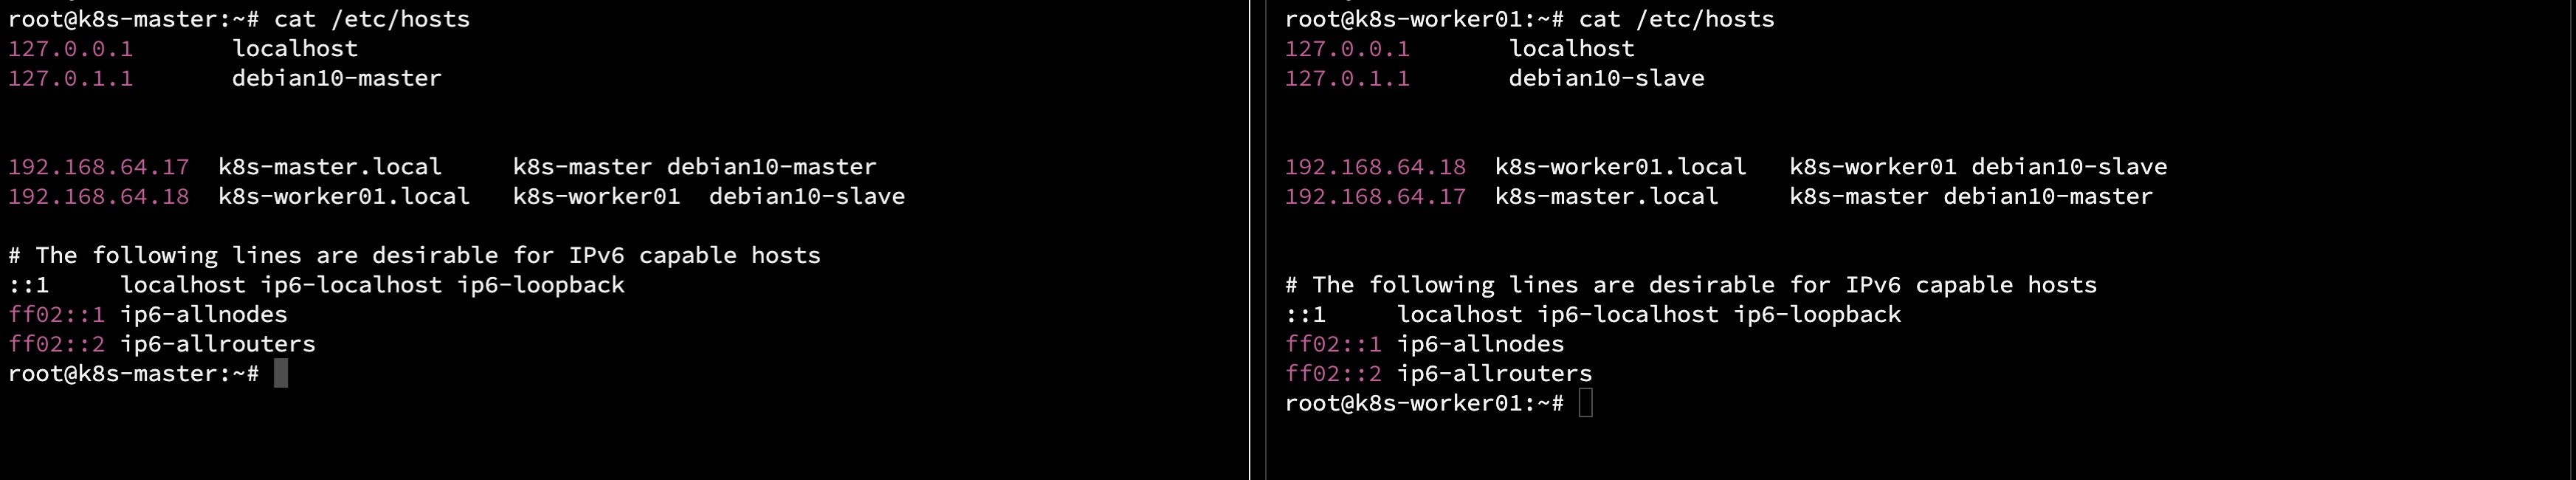 root@k8s-master:~# cat /etc/hosts
127.0.0.1 localhost
127.0.1.1 debian10-master
192.168.64.17 k8s-master.local k8s-master debian10-master
192.168.64.18 k8s-worker01.local k8s-worker01 debian10-slave
# The following lines are desirable for IPv6 capable hosts
::1 localhost ip6-localhost ip6-loopback
ff02::1 ip6-allnodes
ff02::2 ip6-allrouters
root@k8s-master:~#
root@k8s-worker01:~# cat /etc/hosts
127.0.0.1 localhost
127.0.1.1 debian10-slave
192.168.64.18 k8s-worker01.local k8s-worker01 debian10-slave
192.168.64.17 k8s-master.local k8s-master debian10-master
# The following lines are desirable for IPv6 capable hosts
::1 localhost ip6-localhost ip6-loopback
ff02::1 ip6-allnodes
ff02::2 ip6-allrouters
root@k8s-worker01:~#